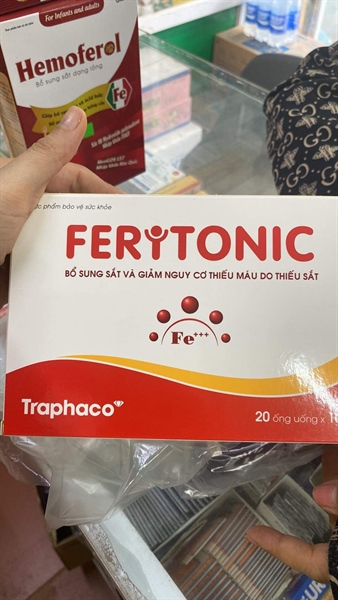 For Infants and adults
Hemoferol
Bổ sung sắt dạng lỏng
Fe
phẩm bảo vệ sức khỏe
FERYTONIC
BỔ SUNG SẮT VÀ GIẢM NGUY CƠ THIẾU MÁU DO THIẾU SẮT
Fe+++
Traphaco
20 ống uống x 1